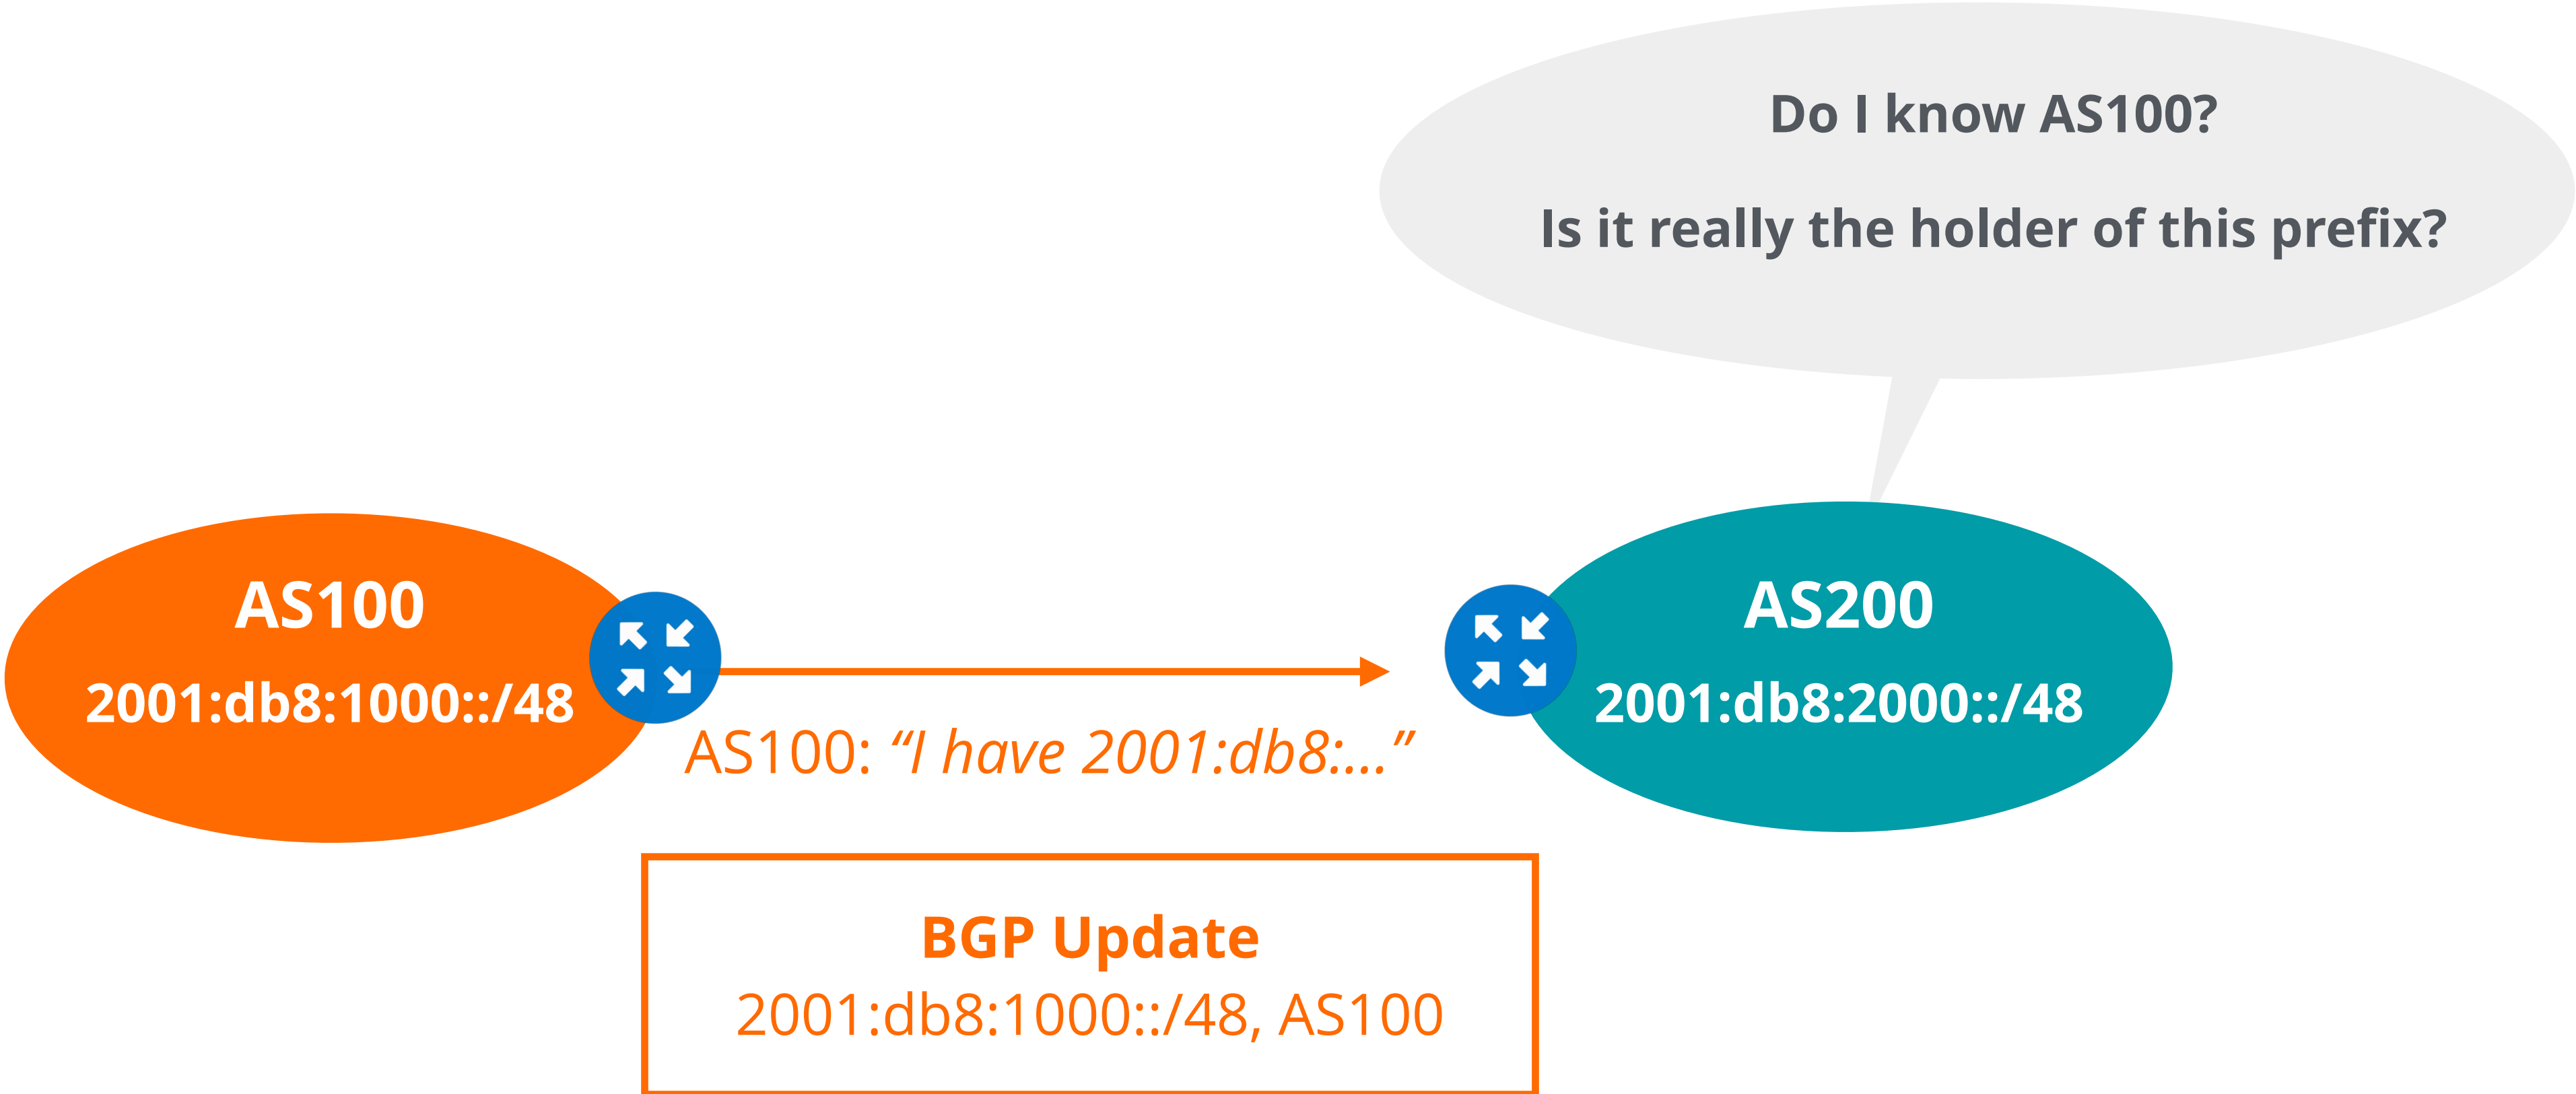 Do I know AS100?
Is it really the holder of this prefix?
AS100
2001:db8:1000::/48
AS200
2001:db8:2000::/48
AS100: “I have 2001:db8:...”
BGP Update
2001:db8:1000::/48, AS100